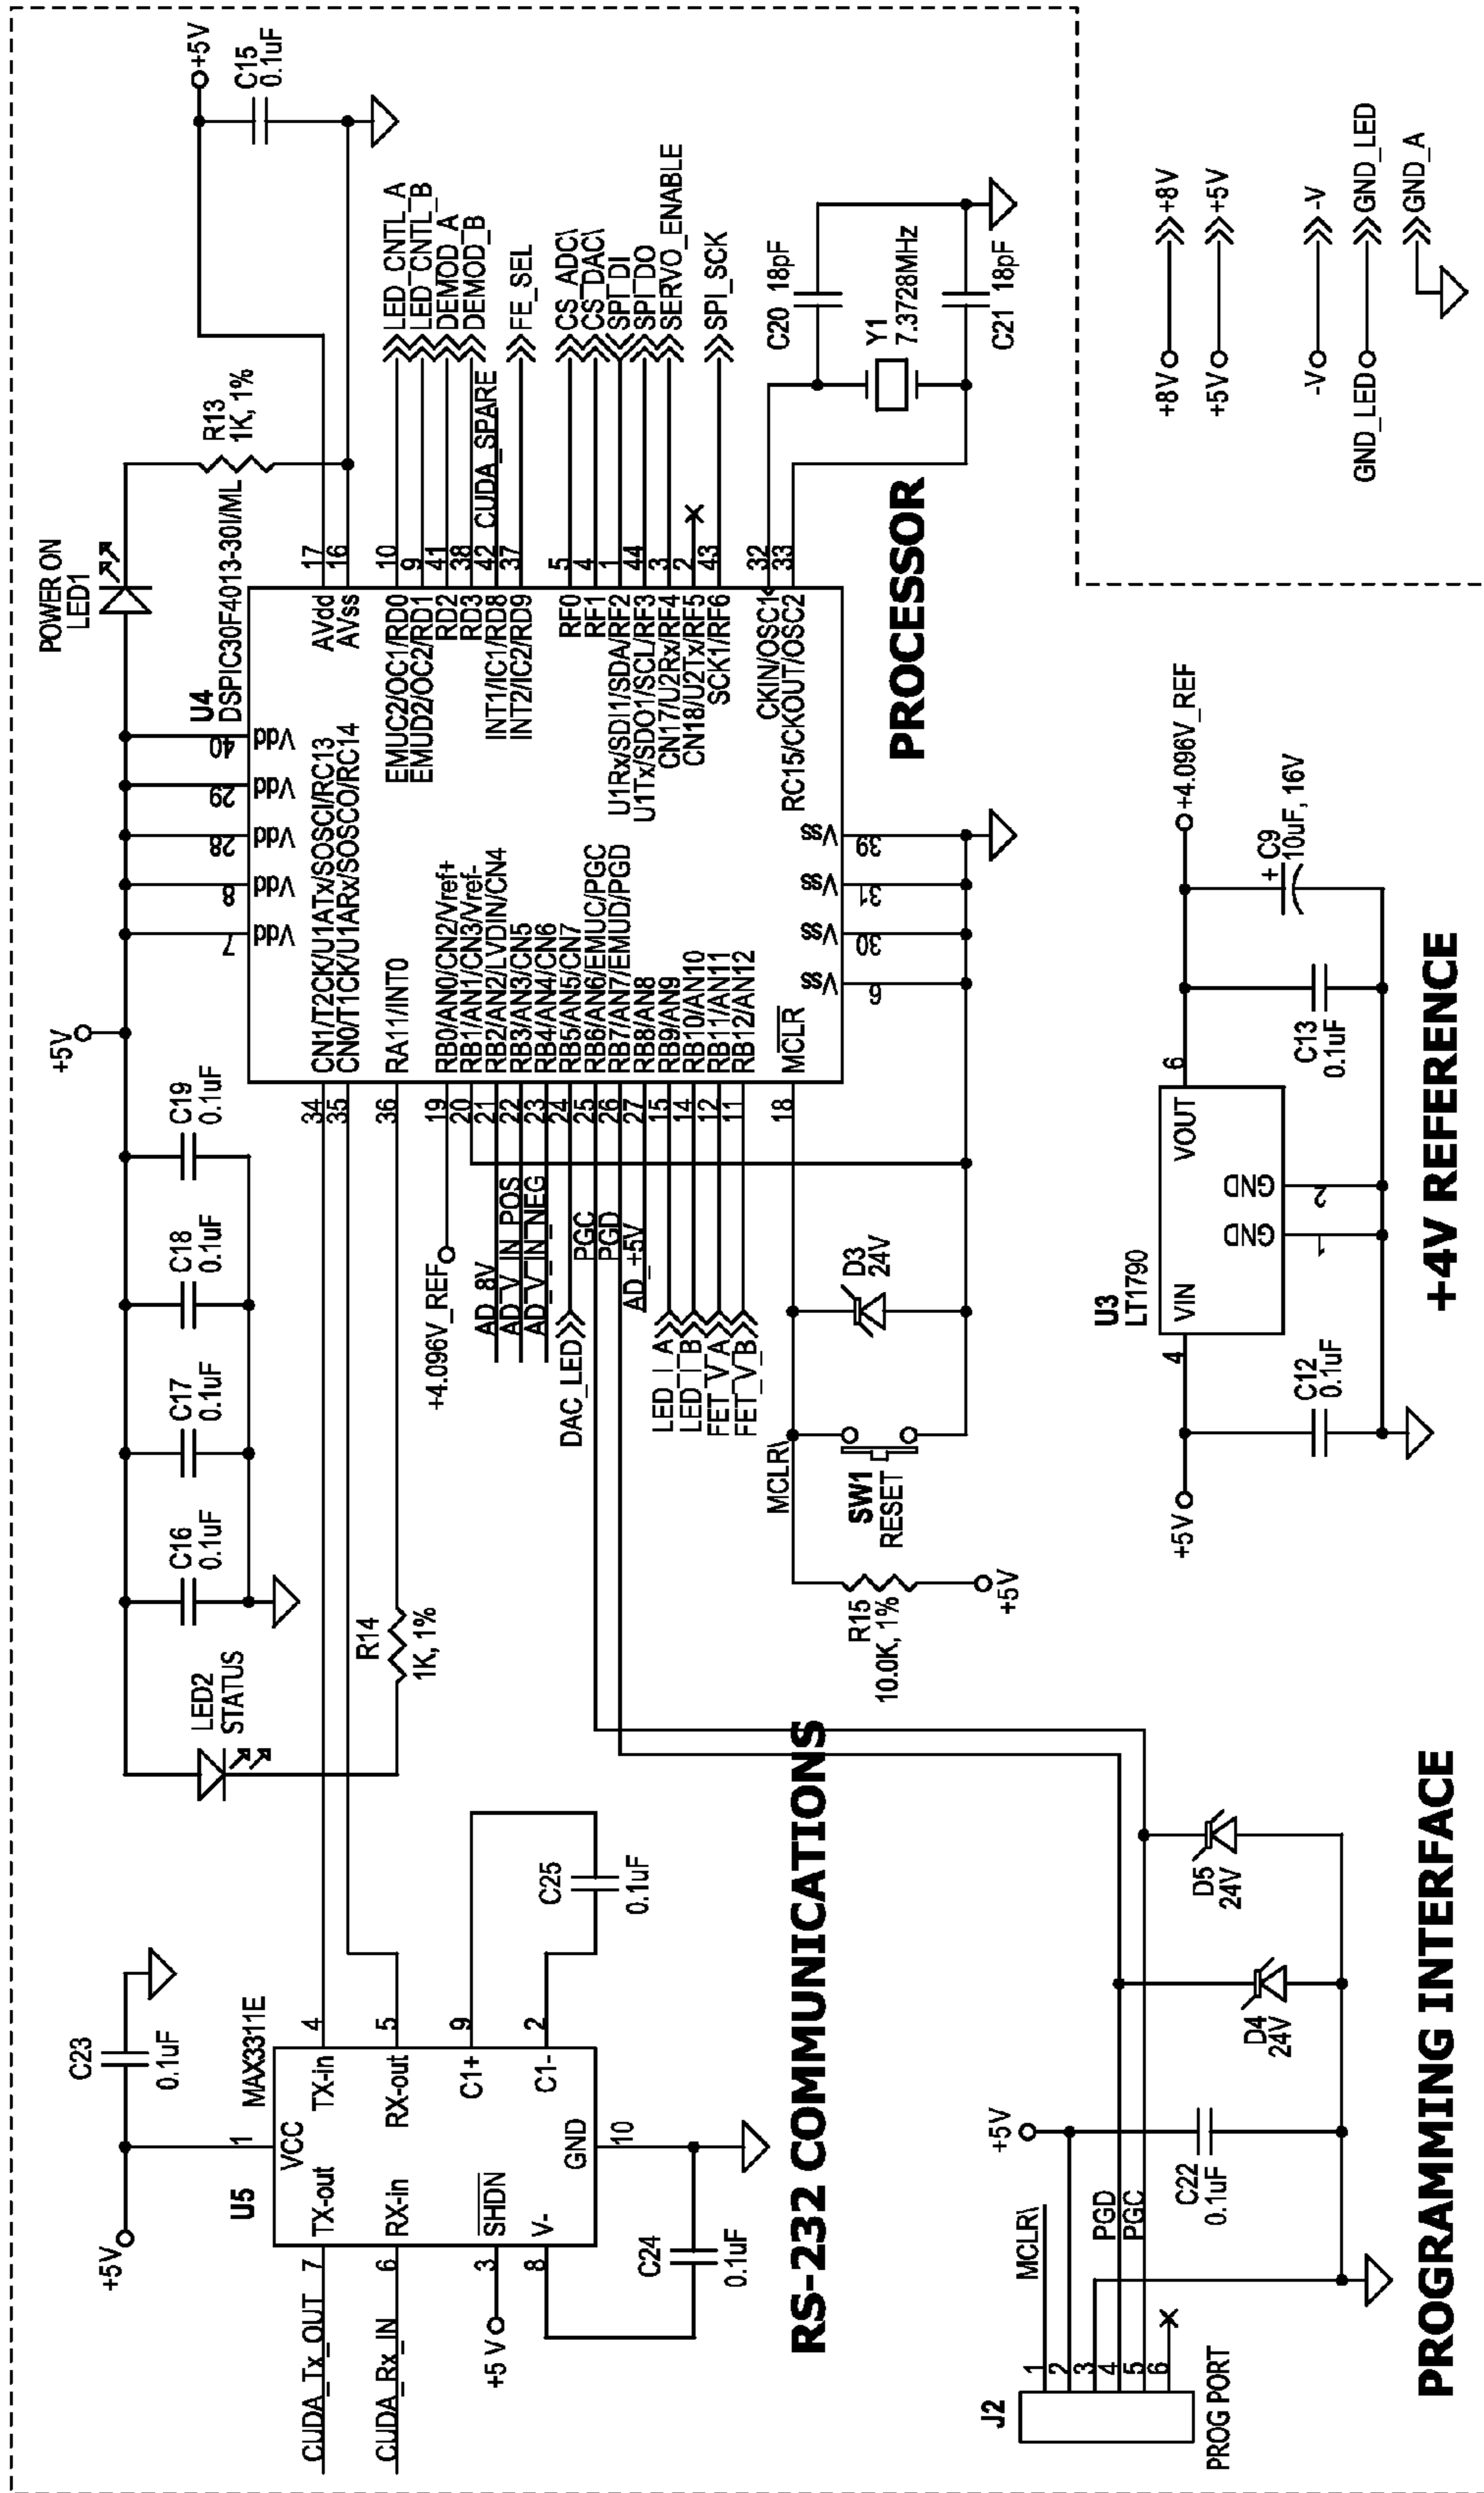 +5V
C23
0.1uF
U5
MAX3311E
1
VCC
CUDA_Tx_OUT
7
TX-out
TX-in
4
CUDA_Rx_IN
6
RX-in
RX-out
5
+5V
3
SHDN
C1+
9
8
V-
C1-
2
GND
10
C24
0.1uF
C25
0.1uF
RS-232 COMMUNICATIONS
LED2
STATUS
R14
1K, 1%
C16
0.1uF
C17
0.1uF
C18
0.1uF
C19
0.1uF
+5V
POWER ON
LED1
R13
1K, 1%
+5V
C15
0.1uF
U4
DSPIC30F4013-30I/ML
7
Vdd
8
Vdd
28
Vdd
29
Vdd
40
Vdd
34
CN1/T2CK/U1ATx/SOSCI/RC13
35
CN0/T1CK/U1ARx/SOSCO/RC14
36
RA11/INT0
+4.096V_REF
19
RB0/AN0/CN2/Vref+
20
RB1/AN1/CN3/Vref-
AD_8V
21
RB2/AN2/LVDIN/CN4
AD_V_IN_POS
22
RB3/AN3/CN5
AD_V_IN_NEG
23
RB4/AN4/CN6
DAC_LED
24
RB5/AN5/CN7
PGC
25
RB6/AN6/EMUC/PGC
PGD
26
RB7/AN7/EMUD/PGD
AD_+5V
27
RB8/AN8
LED_I_A
15
RB9/AN9
LED_I_B
14
RB10/AN10
FET_V_A
12
RB11/AN11
FET_V_B
11
RB12/AN12
MCLR\
18
MCLR
AVdd
17
AVss
16
EMUC2/OC1/RD0
10
LED_CNTL_A
EMUD2/OC2/RD1
9
LED_CNTL_B
RD2
41
DEMOD_A
RD3
38
DEMOD_B
INT1/IC1/RD8
42
CUDA_SPARE
INT2/IC2/RD9
37
FE_SEL
RF0
5
CS_ADC\
RF1
4
CS_DAC\
U1Rx/SDI1/SDA/RF2
1
SPI_DI
U1Tx/SDO1/SCL/RF3
44
SPI_DO
CN17/U2Rx/RF4
3
SERVO_ENABLE
CN18/U2Tx/RF5
2
SCK1/RF6
43
SPI_SCK
CKIN/OSC1
32
RC15/CKOUT/OSC2
33
Vss
6
Vss
30
Vss
31
Vss
39
PROCESSOR
C20 18pF
Y1
7.3728MHz
C21 18pF
R15
10.0K, 1%
+5V
SW1
RESET
D3
24V
J2
PROG PORT
1
MCLR\
2
3
4
PGD
5
PGC
6
+5V
C22
0.1uF
D4
24V
D5
24V
PROGRAMMING INTERFACE
+5V
C12
0.1uF
U3
LT1790
4
VIN
VOUT
6
GND
1
GND
2
C13
0.1uF
C9
+
10uF, 16V
+4.096V_REF
+4V REFERENCE
+8V
+8V
+5V
+5V
-V
-V
GND_LED
GND_LED
GND_A